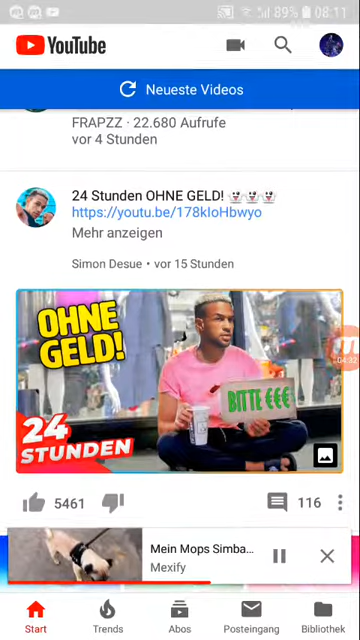 89% 08:11
YouTube
Neueste Videos
FRAPZZ · 22.680 Aufrufe
vor 4 Stunden
24 Stunden OHNE GELD!
https://youtu.be/178kIoHbwyo
Mehr anzeigen
Simon Desue • vor 15 Stunden
OHNE
GELD!
BITTE €€€
24
STUNDEN
04:32
5461
116
Mein Mops Simba...
Mexify
Start
Trends
Abos
Posteingang
Bibliothek